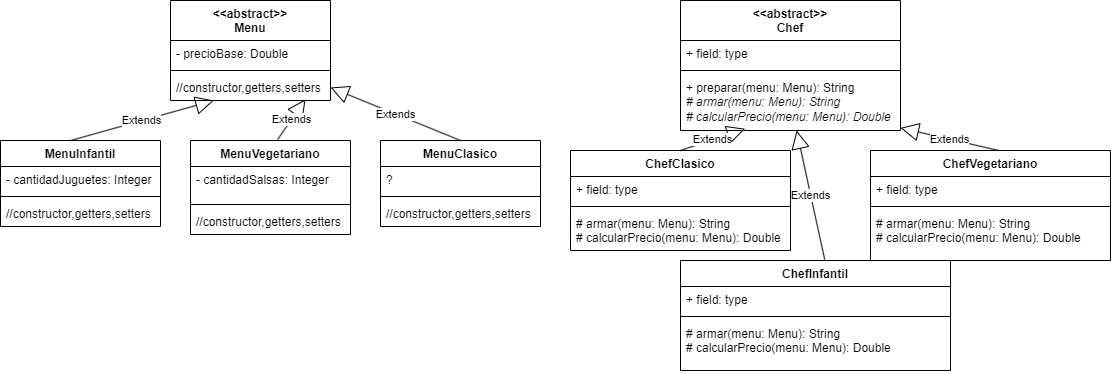 <<abstract>>
Menu
- precioBase: Double
//constructor,getters,setters
Extends
Extends
Extends
MenuInfantil
- cantidadJuguetes: Integer
//constructor,getters,setters
MenuVegetariano
- cantidadSalsas: Integer
//constructor,getters,setters
MenuClasico
?
//constructor,getters,setters
<<abstract>>
Chef
+ field: type
+ preparar(menu: Menu): String
# armar(menu: Menu): String
# calcularPrecio(menu: Menu): Double
Extends
Extends
Extends
ChefClasico
+ field: type
# armar(menu: Menu): String
# calcularPrecio(menu: Menu): Double
ChefVegetariano
+ field: type
# armar(menu: Menu): String
# calcularPrecio(menu: Menu): Double
ChefInfantil
+ field: type
# armar(menu: Menu): String
# calcularPrecio(menu: Menu): Double